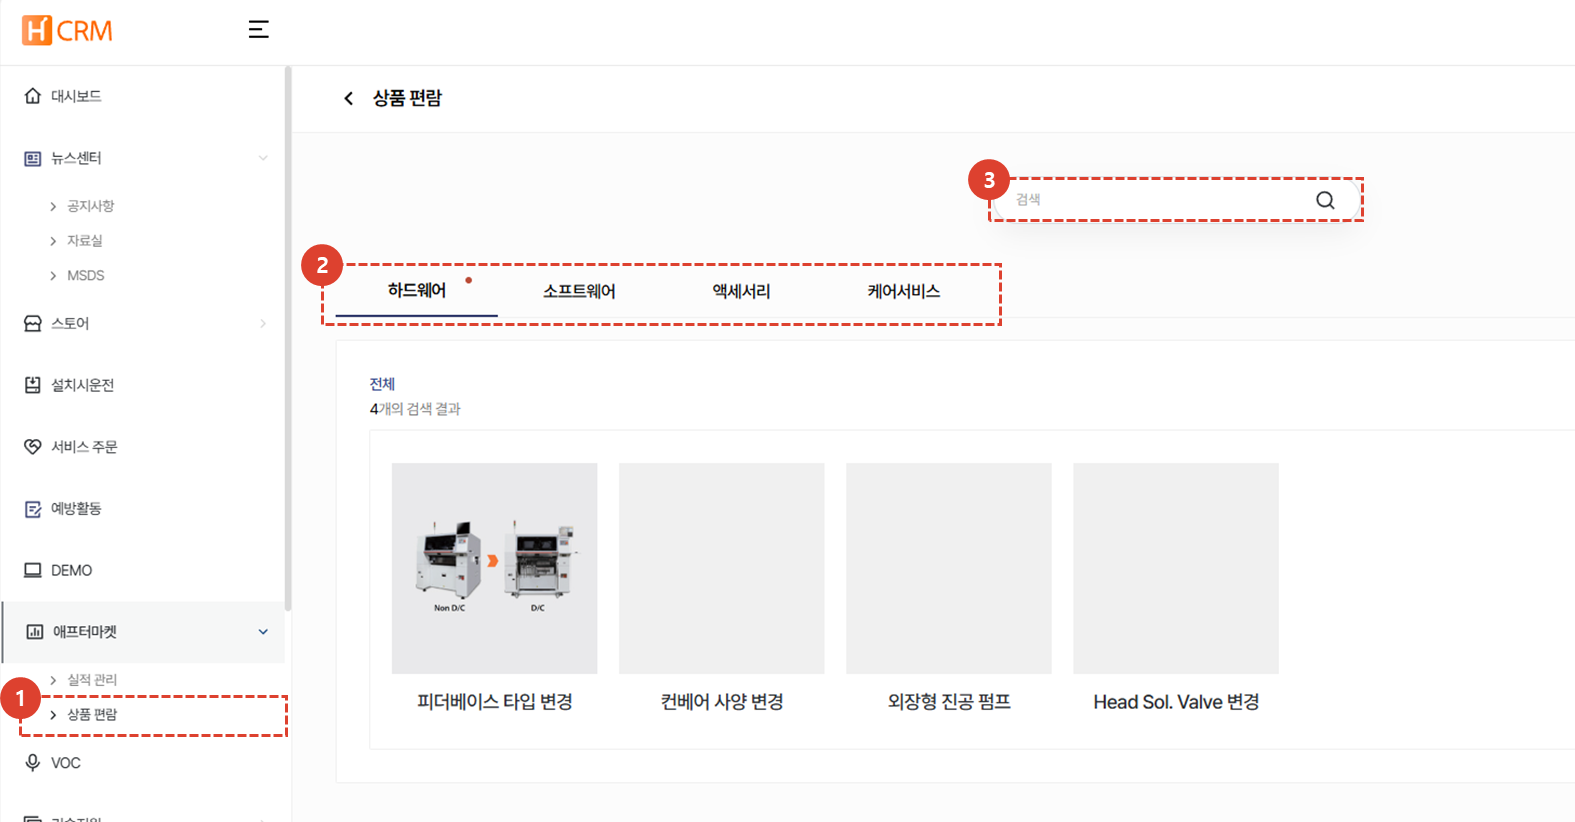 H CRM
대시보드
뉴스센터
공지사항
자료실
MSDS
스토어
설치시운전
서비스 주문
예방활동
DEMO
애프터마켓
실적 관리
1
상품 편람
VOC
상품 편람
3
검색
2
하드웨어
소프트웨어
액세서리
케어서비스
전체
4개의 검색 결과
Non D/C
D/C
피더베이스 타입 변경
컨베어 사양 변경
외장형 진공 펌프
Head Sol. Valve 변경